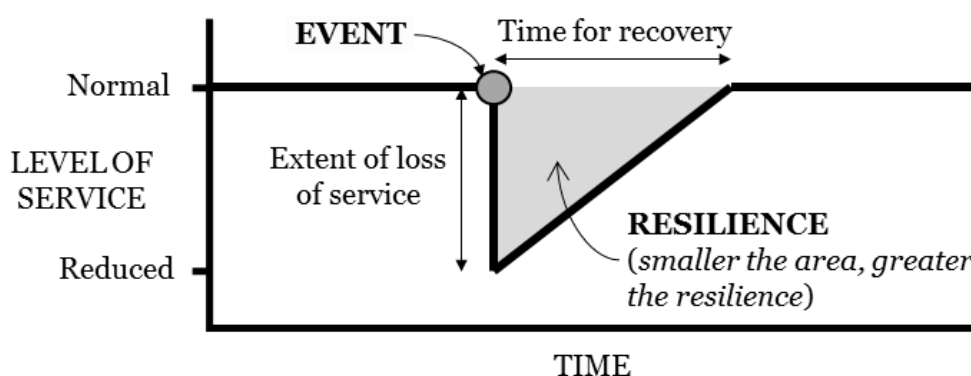 EVENT
Time for recovery
Normal
LEVEL OF
SERVICE
Extent of loss
of service
Reduced
RESILIENCE
(smaller the area, greater
the resilience)
TIME